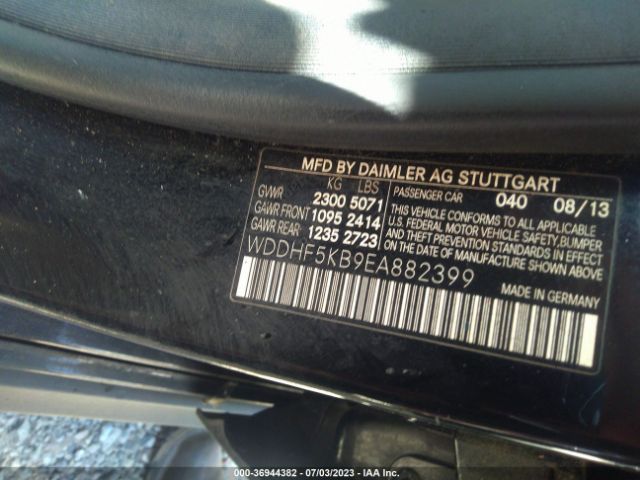 MFD BY DAIMLER AG STUTTGART
KG LBS
GVWR 2300 5071
GAWR FRONT 1095 2414
GAWR REAR: 1235 2723
PASSENGER CAR 040 08/13
THIS VEHICLE CONFORMS TO ALL APPLICABLE
U.S. FEDERAL MOTOR VEHICLE SAFETY, BUMPER
AND THEFT PREVENTION STANDARDS IN EFFECT
ON THE DATE OF MANUFACTURE SHOWN ABOVE.
WDDHF5KB9EA882399
MADE IN GERMANY
000-36944382 - 07/03/2023 - IAA Inc.